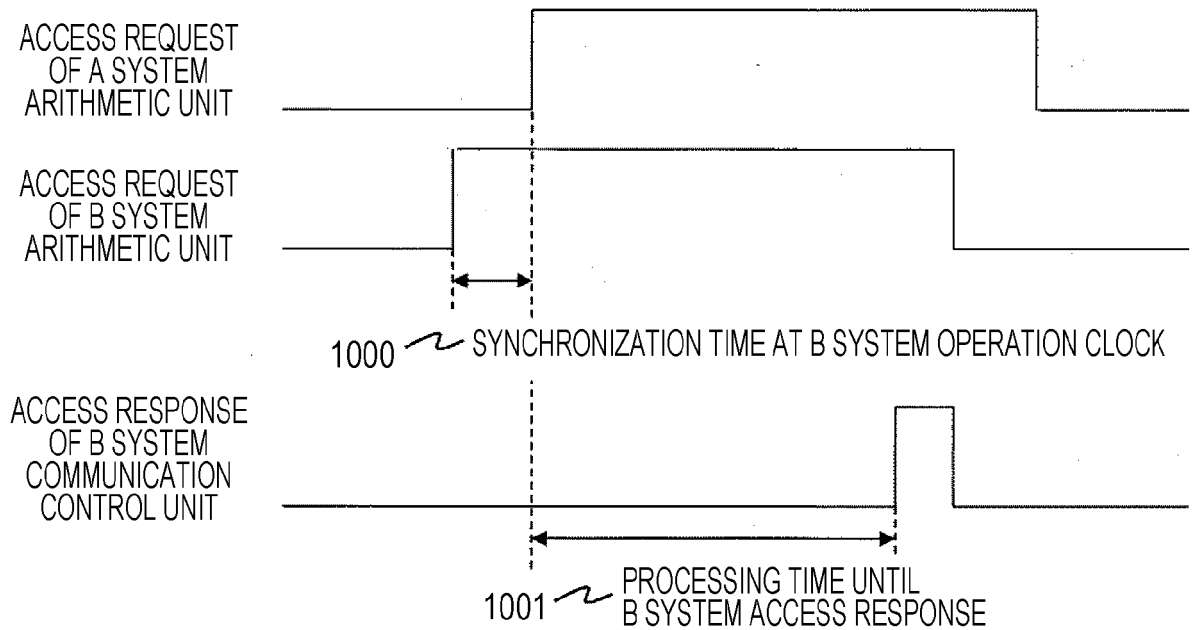 ACCESS REQUEST
OF A SYSTEM
ARITHMETIC UNIT
ACCESS REQUEST
OF B SYSTEM
ARITHMETIC UNIT
1000 SYNCHRONIZATION TIME AT B SYSTEM OPERATION CLOCK
ACCESS RESPONSE
OF B SYSTEM
COMMUNICATION
CONTROL UNIT
1001 PROCESSING TIME UNTIL
B SYSTEM ACCESS RESPONSE